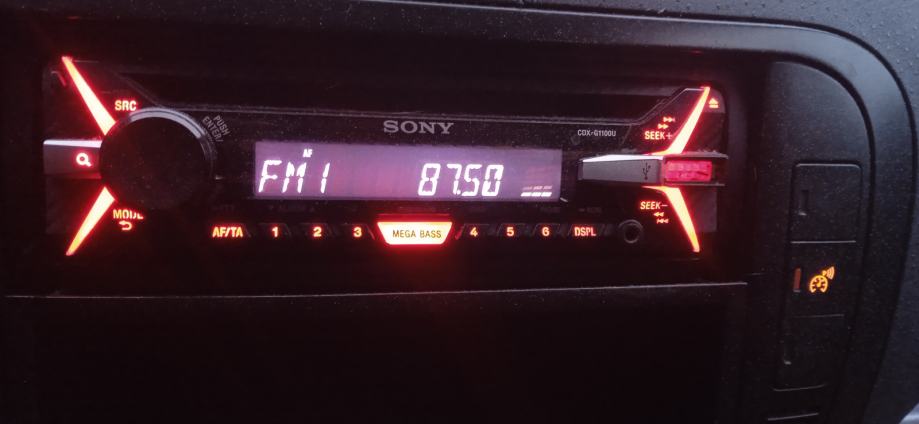 SRC
PUSH
ENTER/
SONY
CDX-G1100U
SEEK+
AF
FM1 87.50
MODE
SEEK-
AF/TA 1 2 3 MEGA BASS 4 5 6 DSPL